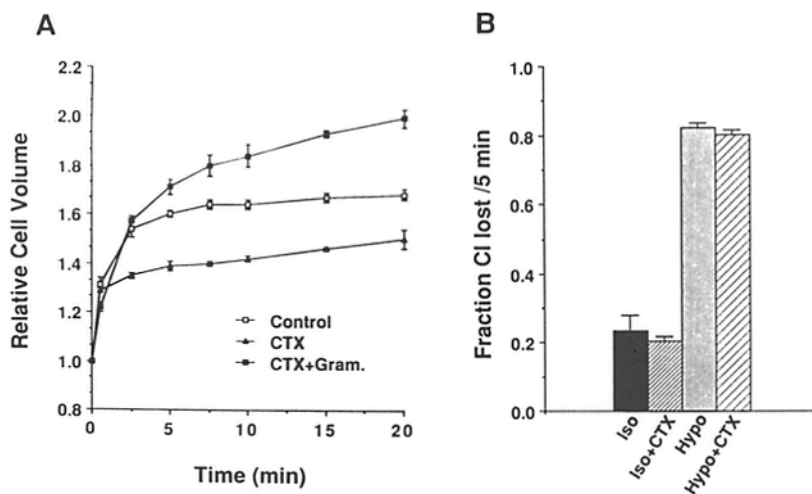 A
Relative Cell Volume
2.2
2.0
1.8
1.6
1.4
1.2
1.0
0.8
0
5
10
15
20
Time (min)
Control
CTX
CTX+Gram.
B
Fraction Cl lost /5 min
1.0
0.8
0.6
0.4
0.2
0.0
Iso
Iso+CTX
Hypo
Hypo+CTX